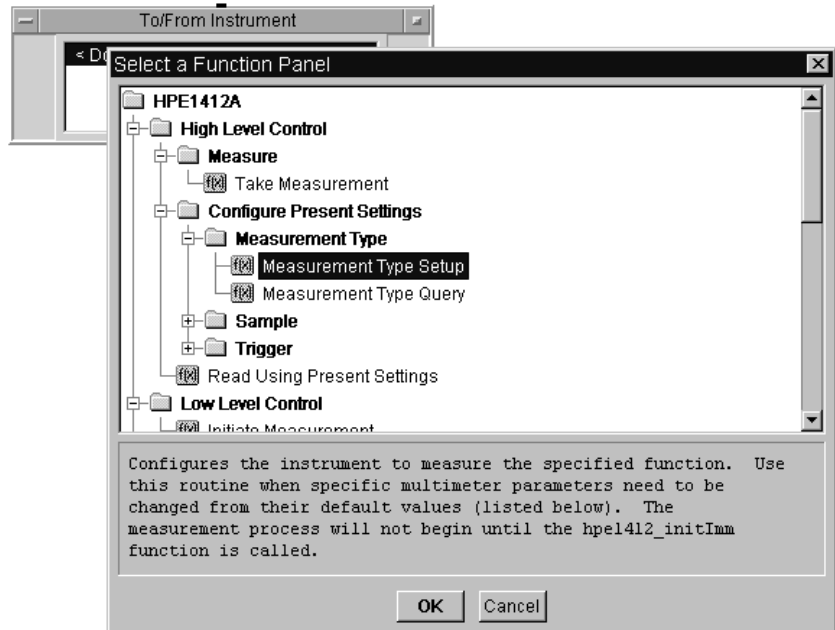 To/From Instrument
< Do
Select a Function Panel
HPE1412A
High Level Control
Measure
f(x) Take Measurement
Configure Present Settings
Measurement Type
f(x) Measurement Type Setup
f(x) Measurement Type Query
Sample
Trigger
f(x) Read Using Present Settings
Low Level Control
f(x) Initiate Measurement
Configures the instrument to measure the specified function. Use
this routine when specific multimeter parameters need to be
changed from their default values (listed below). The
measurement process will not begin until the hpe1412_initImm
function is called.
OK Cancel